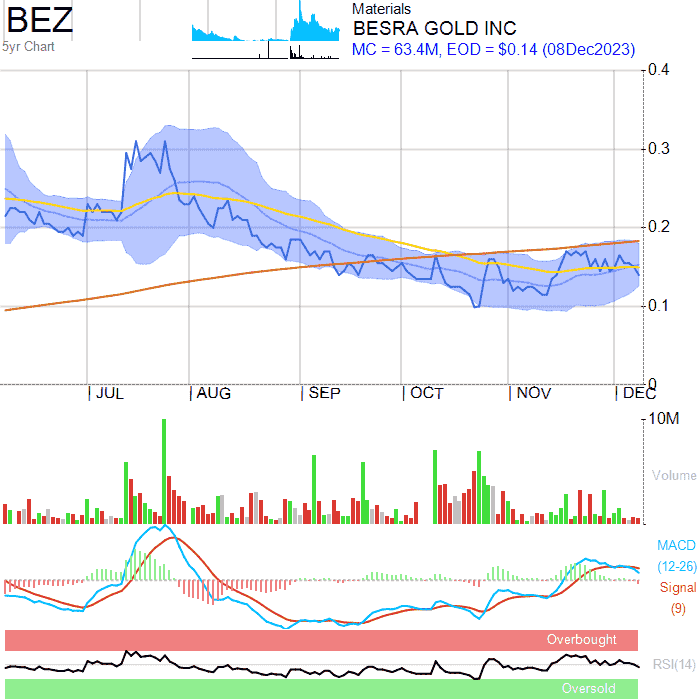 BEZ
5yr Chart
Materials
BESRA GOLD INC
MC = 63.4M, EOD = $0.14 (08Dec2023)
0.4
0.3
0.2
0.1
0
JUL AUG SEP OCT NOV DEC
10M
Volume
MACD
(12-26)
Signal
(9)
Overbought
RSI(14)
Oversold